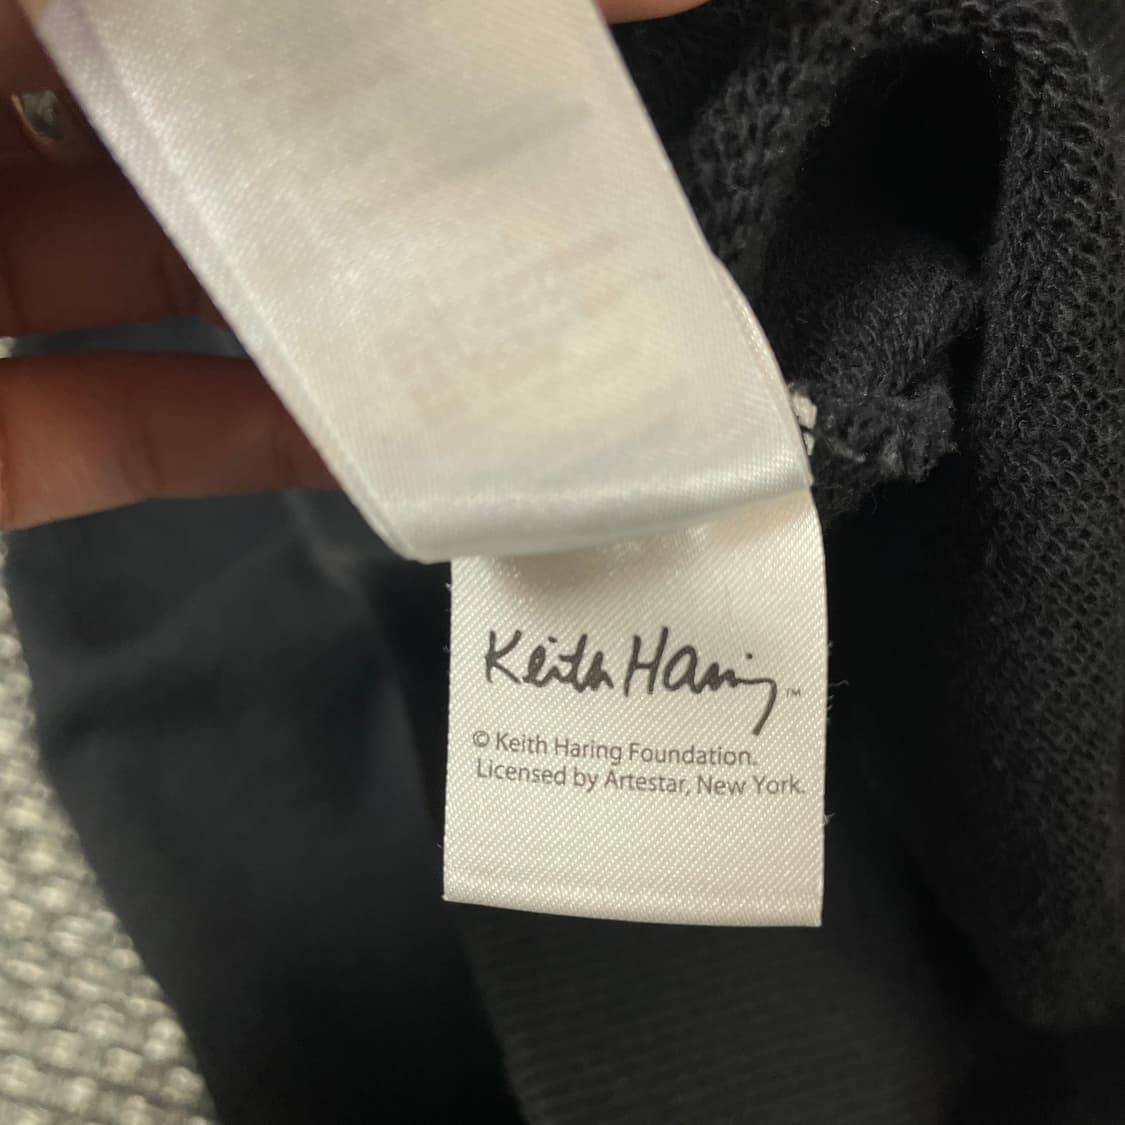 Keith Haring™
© Keith Haring Foundation.
Licensed by Artestar, New York.